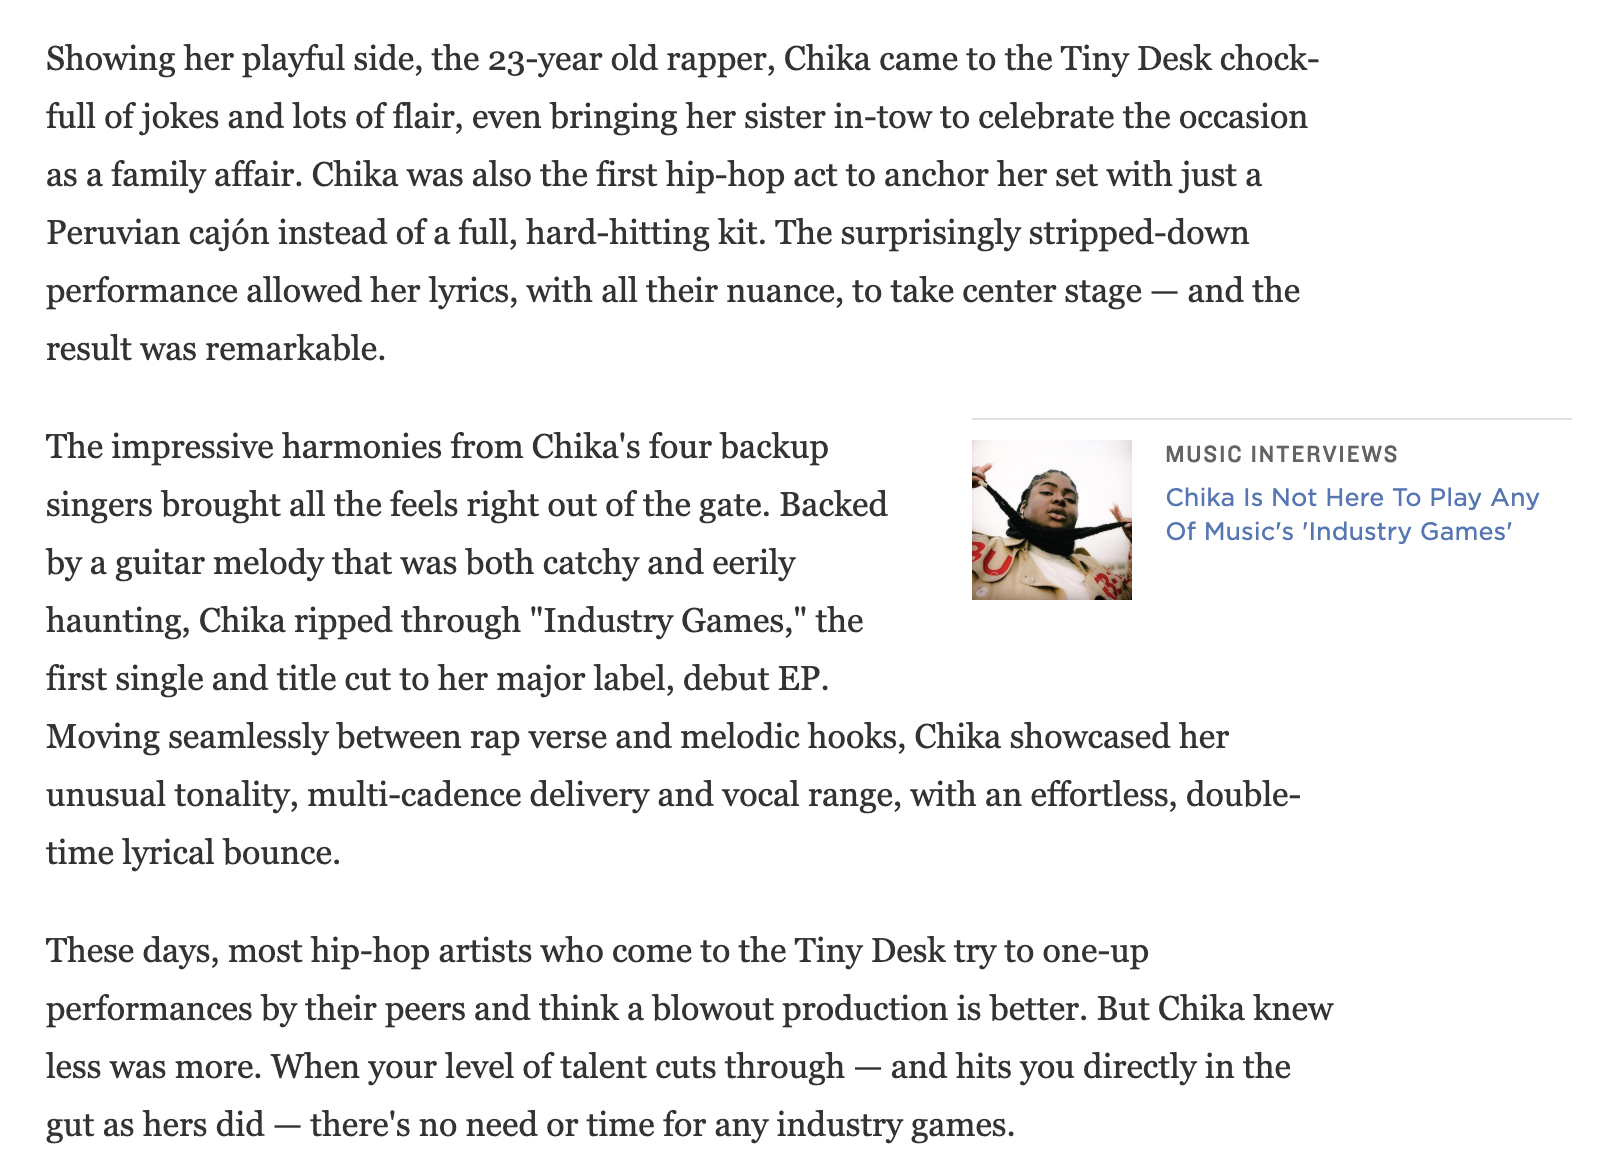 Showing her playful side, the 23-year old rapper, Chika came to the Tiny Desk chock-
full of jokes and lots of flair, even bringing her sister in-tow to celebrate the occasion
as a family affair. Chika was also the first hip-hop act to anchor her set with just a
Peruvian cajón instead of a full, hard-hitting kit. The surprisingly stripped-down
performance allowed her lyrics, with all their nuance, to take center stage — and the
result was remarkable.
The impressive harmonies from Chika's four backup
singers brought all the feels right out of the gate. Backed
by a guitar melody that was both catchy and eerily
haunting, Chika ripped through "Industry Games," the
first single and title cut to her major label, debut EP.
Moving seamlessly between rap verse and melodic hooks, Chika showcased her
unusual tonality, multi-cadence delivery and vocal range, with an effortless, double-
time lyrical bounce.
MUSIC INTERVIEWS
Chika Is Not Here To Play Any
Of Music's 'Industry Games'
These days, most hip-hop artists who come to the Tiny Desk try to one-up
performances by their peers and think a blowout production is better. But Chika knew
less was more. When your level of talent cuts through — and hits you directly in the
gut as hers did — there's no need or time for any industry games.